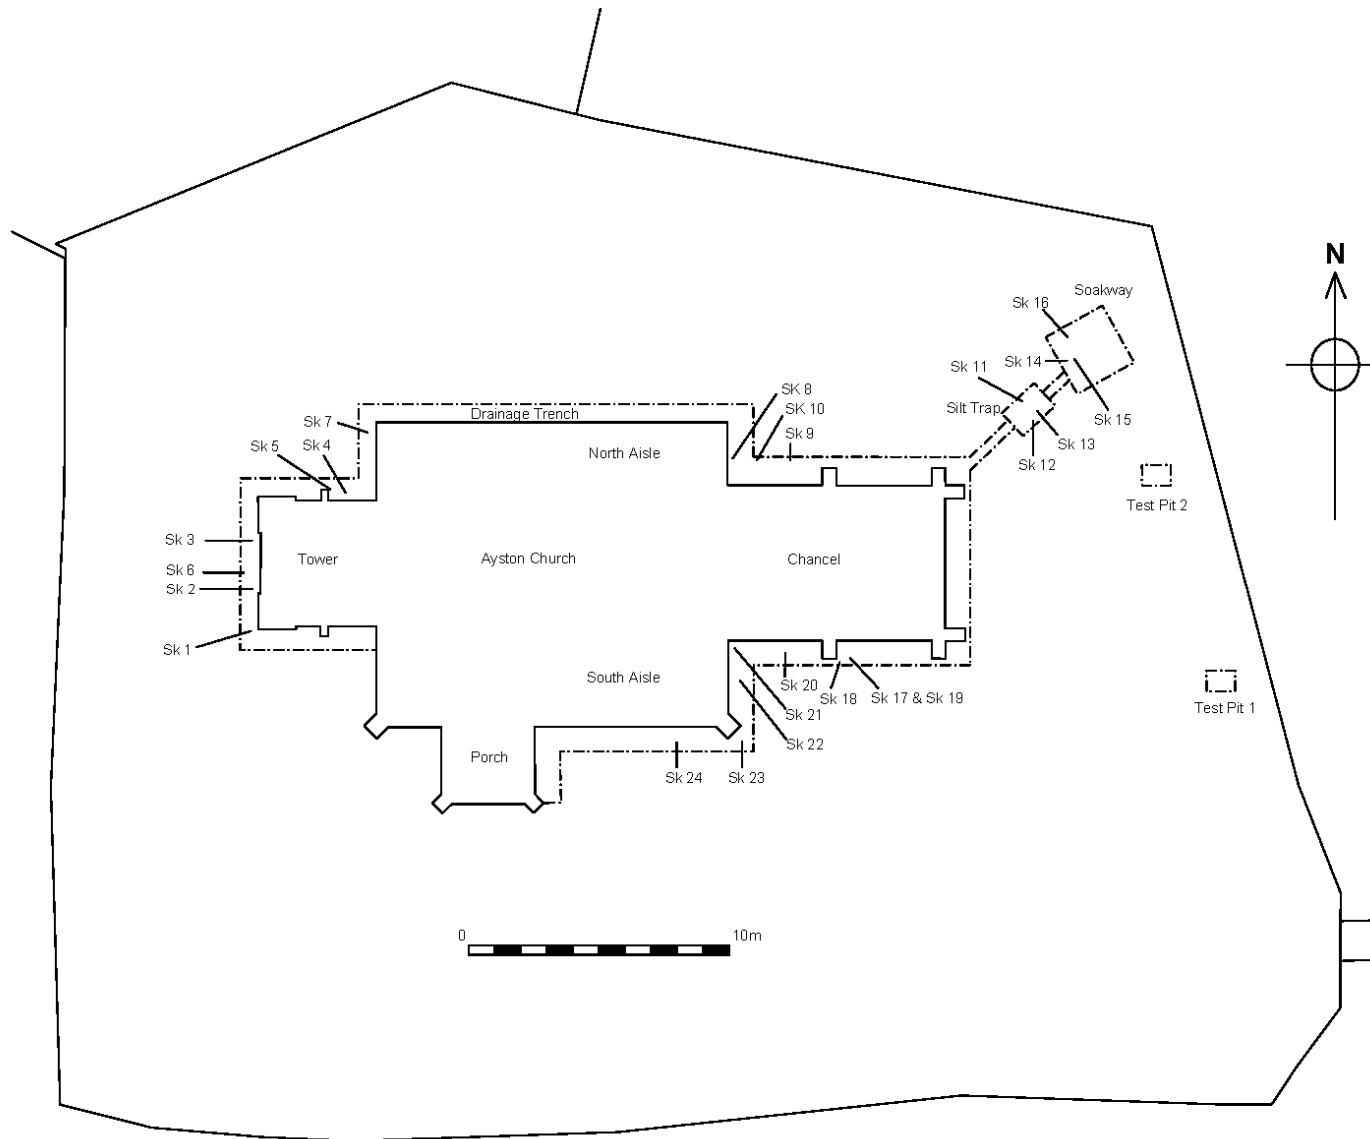 N
Soakway
Sk 16
Sk 14
Sk 11
SK 8
Silt Trap
SK 10
Drainage Trench
Sk 7
Sk 15
Sk 9
Sk 13
Sk 5
Sk 4
North Aisle
Sk 12
Test Pit 2
Sk 3
Tower
Ayston Church
Chancel
Sk 6
Sk 2
Sk 1
South Aisle
Sk 20
Sk 18
Sk 17 & Sk 19
Test Pit 1
Sk 21
Sk 22
Porch
Sk 24
Sk 23
0
10m